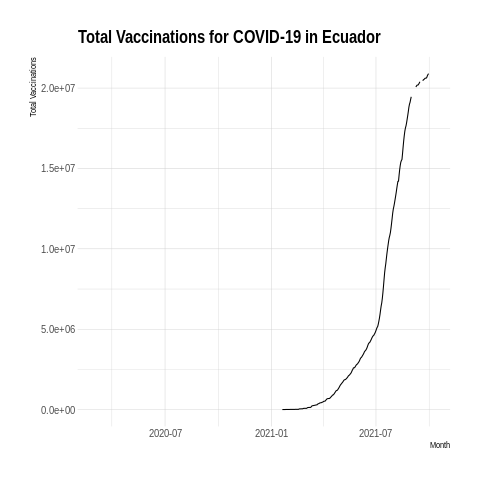 Total Vaccinations for COVID-19 in Ecuador
Total Vaccinations
2.0e+07
1.5e+07
1.0e+07
5.0e+06
0.0e+00
2020-07 2021-01 2021-07
Month